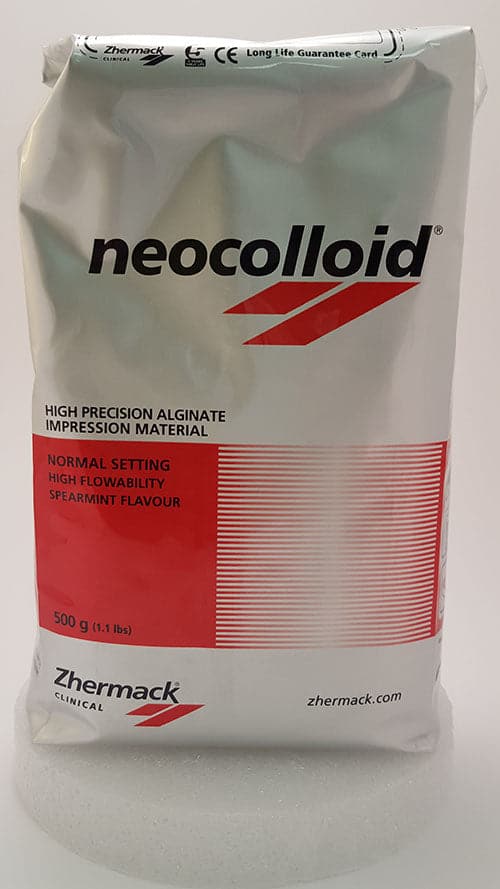 Zhermack
CLINICAL
5
CE Long Life Guarantee Card
neocolloid®
HIGH PRECISION ALGINATE
IMPRESSION MATERIAL
NORMAL SETTING
HIGH FLOWABILITY
SPEARMINT FLAVOUR
500 g (1.1 lbs)
Zhermack®
CLINICAL
zhermack.com